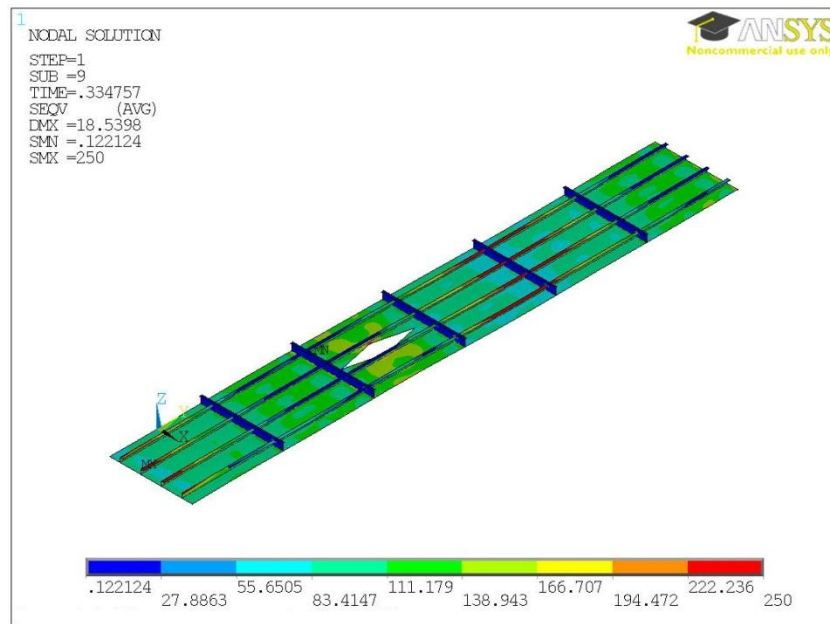 1
NODAL SOLUTION
STEP=1
SUB =9
TIME=.334757
SEQV (AVG)
DMX =18.5398
SMN =.122124
SMX =250
ANSYS
Noncommercial use only
MN
Z
Y
X
MX
.122124 55.6505 111.179 166.707 222.236
27.8863 83.4147 138.943 194.472 250